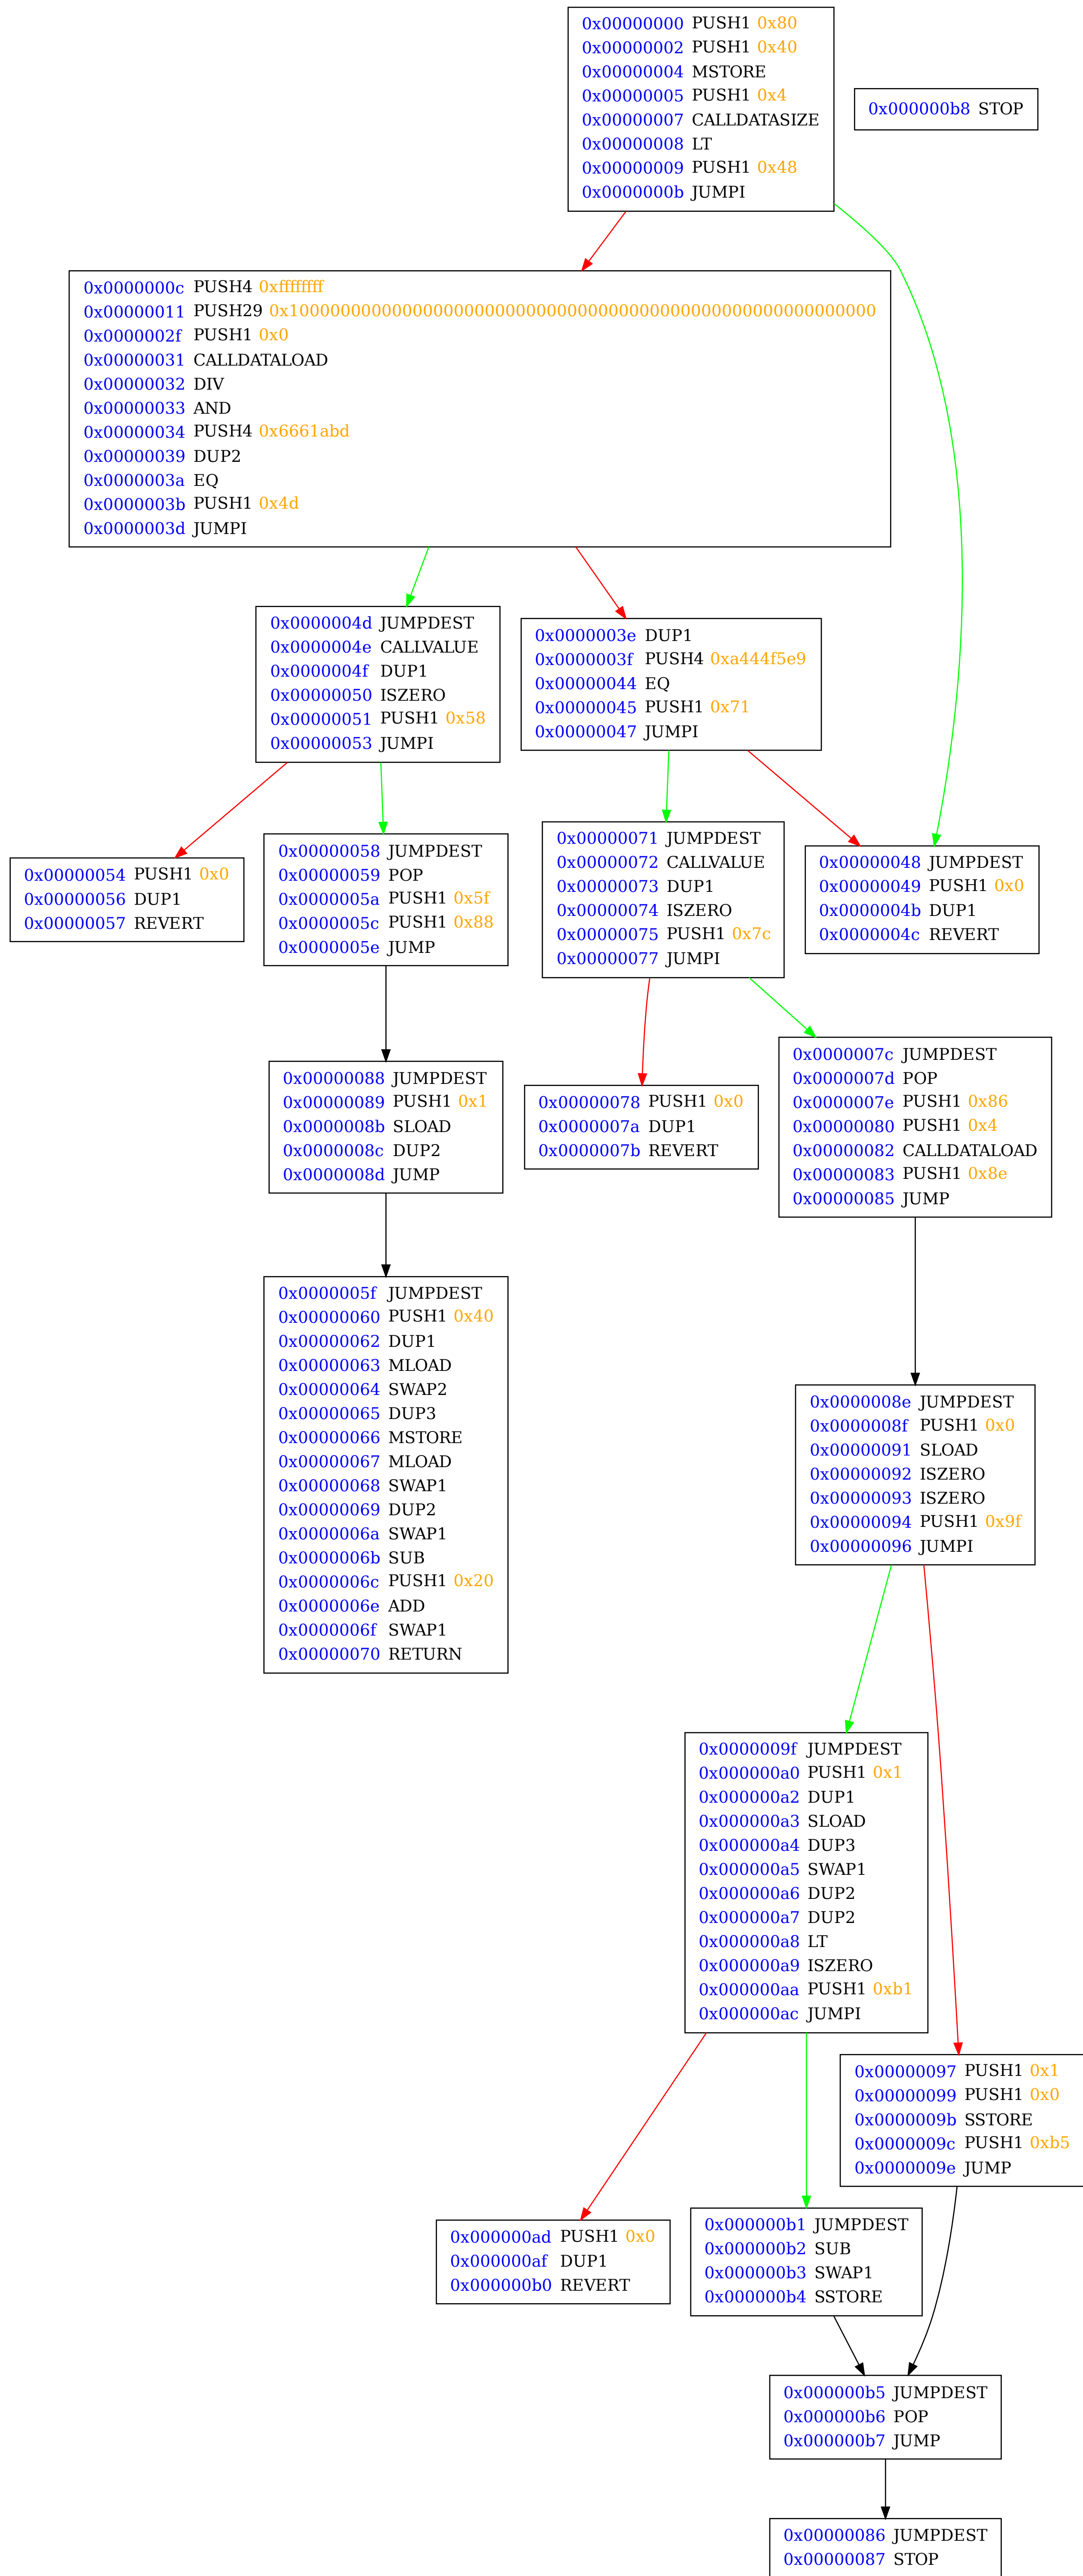 0x00000000 PUSH1 0x80
0x00000002 PUSH1 0x40
0x00000004 MSTORE
0x00000005 PUSH1 0x4
0x00000007 CALLDATASIZE
0x00000008 LT
0x00000009 PUSH1 0x48
0x0000000b JUMPI
0x000000b8 STOP
0x0000000c PUSH4 0xffffffff
0x00000011 PUSH29 0x100000000000000000000000000000000000000000000000000000000
0x0000002f PUSH1 0x0
0x00000031 CALLDATALOAD
0x00000032 DIV
0x00000033 AND
0x00000034 PUSH4 0x6661abd
0x00000039 DUP2
0x0000003a EQ
0x0000003b PUSH1 0x4d
0x0000003d JUMPI
0x0000004d JUMPDEST
0x0000004e CALLVALUE
0x0000004f DUP1
0x00000050 ISZERO
0x00000051 PUSH1 0x58
0x00000053 JUMPI
0x0000003e DUP1
0x0000003f PUSH4 0xa444f5e9
0x00000044 EQ
0x00000045 PUSH1 0x71
0x00000047 JUMPI
0x00000054 PUSH1 0x0
0x00000056 DUP1
0x00000057 REVERT
0x00000058 JUMPDEST
0x00000059 POP
0x0000005a PUSH1 0x5f
0x0000005c PUSH1 0x88
0x0000005e JUMP
0x00000071 JUMPDEST
0x00000072 CALLVALUE
0x00000073 DUP1
0x00000074 ISZERO
0x00000075 PUSH1 0x7c
0x00000077 JUMPI
0x00000048 JUMPDEST
0x00000049 PUSH1 0x0
0x0000004b DUP1
0x0000004c REVERT
0x00000088 JUMPDEST
0x00000089 PUSH1 0x1
0x0000008b SLOAD
0x0000008c DUP2
0x0000008d JUMP
0x00000078 PUSH1 0x0
0x0000007a DUP1
0x0000007b REVERT
0x0000007c JUMPDEST
0x0000007d POP
0x0000007e PUSH1 0x86
0x00000080 PUSH1 0x4
0x00000082 CALLDATALOAD
0x00000083 PUSH1 0x8e
0x00000085 JUMP
0x0000005f JUMPDEST
0x00000060 PUSH1 0x40
0x00000062 DUP1
0x00000063 MLOAD
0x00000064 SWAP2
0x00000065 DUP3
0x00000066 MSTORE
0x00000067 MLOAD
0x00000068 SWAP1
0x00000069 DUP2
0x0000006a SWAP1
0x0000006b SUB
0x0000006c PUSH1 0x20
0x0000006e ADD
0x0000006f SWAP1
0x00000070 RETURN
0x0000008e JUMPDEST
0x0000008f PUSH1 0x0
0x00000091 SLOAD
0x00000092 ISZERO
0x00000093 ISZERO
0x00000094 PUSH1 0x9f
0x00000096 JUMPI
0x0000009f JUMPDEST
0x000000a0 PUSH1 0x1
0x000000a2 DUP1
0x000000a3 SLOAD
0x000000a4 DUP3
0x000000a5 SWAP1
0x000000a6 DUP2
0x000000a7 DUP2
0x000000a8 LT
0x000000a9 ISZERO
0x000000aa PUSH1 0xb1
0x000000ac JUMPI
0x00000097 PUSH1 0x1
0x00000099 PUSH1 0x0
0x0000009b SSTORE
0x0000009c PUSH1 0xb5
0x0000009e JUMP
0x000000ad PUSH1 0x0
0x000000af DUP1
0x000000b0 REVERT
0x000000b1 JUMPDEST
0x000000b2 SUB
0x000000b3 SWAP1
0x000000b4 SSTORE
0x000000b5 JUMPDEST
0x000000b6 POP
0x000000b7 JUMP
0x00000086 JUMPDEST
0x00000087 STOP